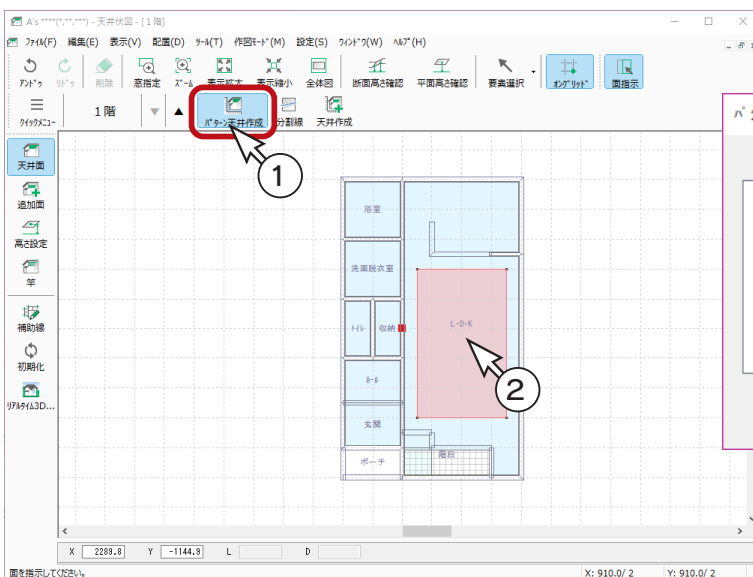 A's ****(*.**.***) - 天井伏図 - [1 階]
ﾌｧｲﾙ(F) 編集(E) 表示(V) 配置(D) ﾂｰﾙ(T) 作図ﾓｰﾄﾞ(M) 設定(S) ｳｨﾝﾄﾞｳ(W) ﾍﾙﾌﾟ(H)
ｱﾝﾄﾞｩ ﾘﾄﾞｩ 削除 窓指定 ｽﾞｰﾑ 表示拡大 表示縮小 全体図 断面高さ確認 平面高さ確認 要素選択 ｵﾝｸﾞﾘｯﾄﾞ 面指示
ｸｲｯｸﾒﾆｭｰ 1 階 ▼ ▲ ﾊﾟﾀｰﾝ天井作成 分割線 天井作成
1
天井面
追加面
高さ設定
竿
補助線
初期化
ﾘｱﾙﾀｲﾑ3D...
浴室
洗面脱衣室
ﾄｲﾚ 収納 L・D・K
2
ﾎｰﾙ
玄関
ポーチ 階段
X 2289.8 Y -1144.9 L D
面を指示してください。 X: 910.0/ 2 Y: 910.0/ 2